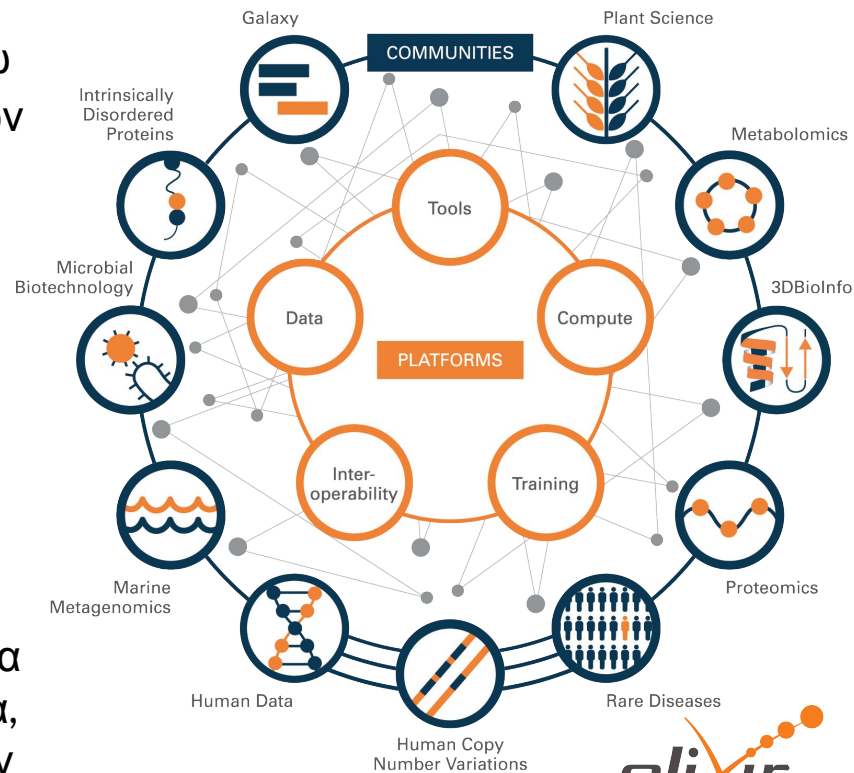 Galaxy
COMMUNITIES
Plant Science
Intrinsically
Disordered
Proteins
Metabolomics
Tools
Microbial
Biotechnology
3DBioInfo
Data
Compute
PLATFORMS
Inter-
operability
Training
Marine
Metagenomics
Proteomics
Human Data
Rare Diseases
Human Copy
Number Variations
elixir